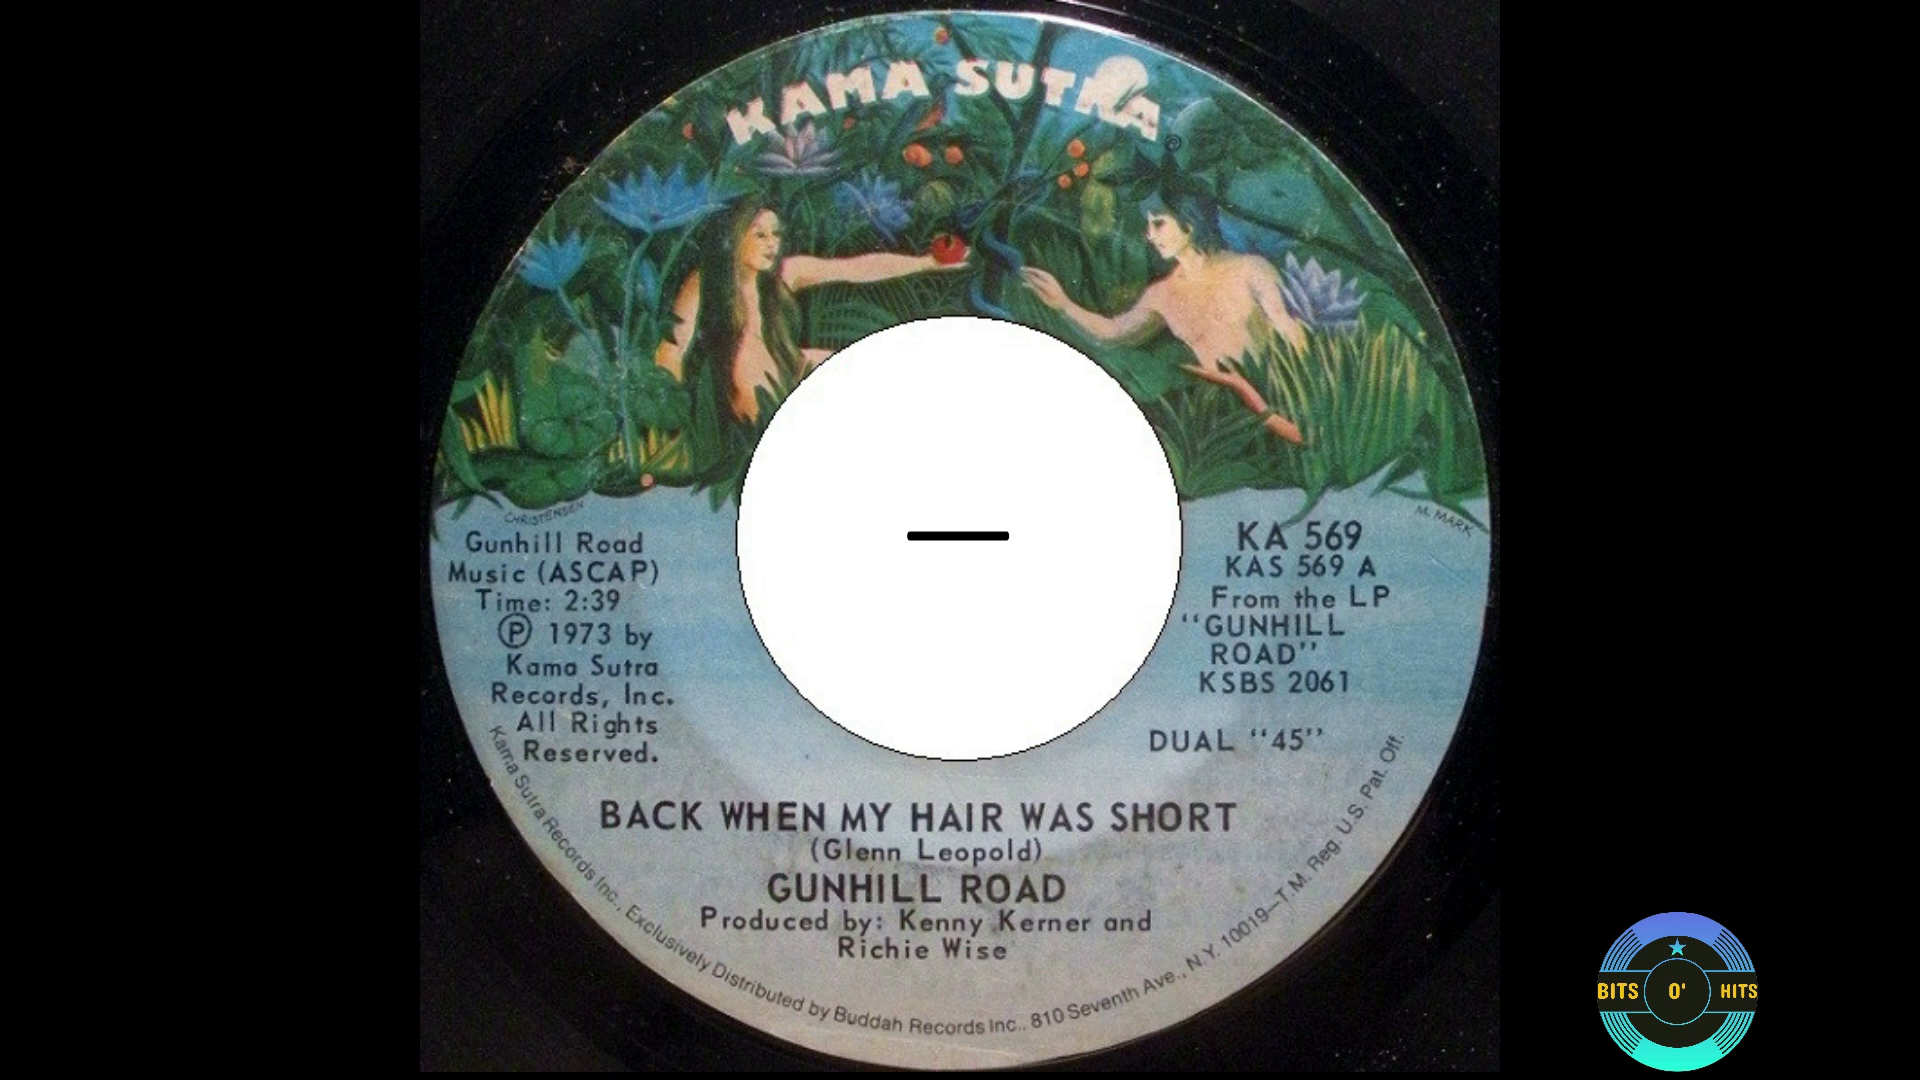 KAMA SUTRA
®
CHRISTENSEN
M. MARK
Gunhill Road
Music (ASCAP)
Time: 2:39
Ⓟ 1973 by
Kama Sutra
Records, Inc.
All Rights
Reserved.
KA 569
KAS 569 A
From the LP
"GUNHILL
ROAD"
KSBS 2061
DUAL "45"
BACK WHEN MY HAIR WAS SHORT
(Glenn Leopold)
GUNHILL ROAD
Produced by: Kenny Kerner and
Richie Wise
Kama Sutra Records Inc., Exclusively Distributed by Buddah Records Inc., 810 Seventh Ave., N.Y. 10019—T.M. Reg U.S. Pat. Off.
BITS O' HITS